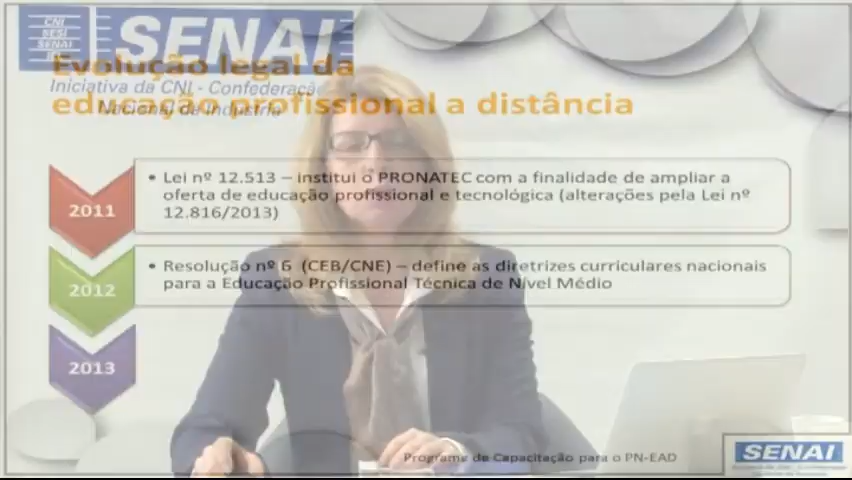 CNI
SESI
SENAI
SENAI
Evolução legal da
Iniciativa da CNI - Confederação
educação profissional a distância
Nacional da Indústria
2011
• Lei nº 12.513 – institui o PRONATEC com a finalidade de ampliar a
oferta de educação profissional e tecnológica (alterações pela Lei nº
12.816/2013)
2012
• Resolução nº 6 (CEB/CNE) – define as diretrizes curriculares nacionais
para a Educação Profissional Técnica de Nível Médio
2013
Programa de Capacitação para o PN-EAD
SENAI